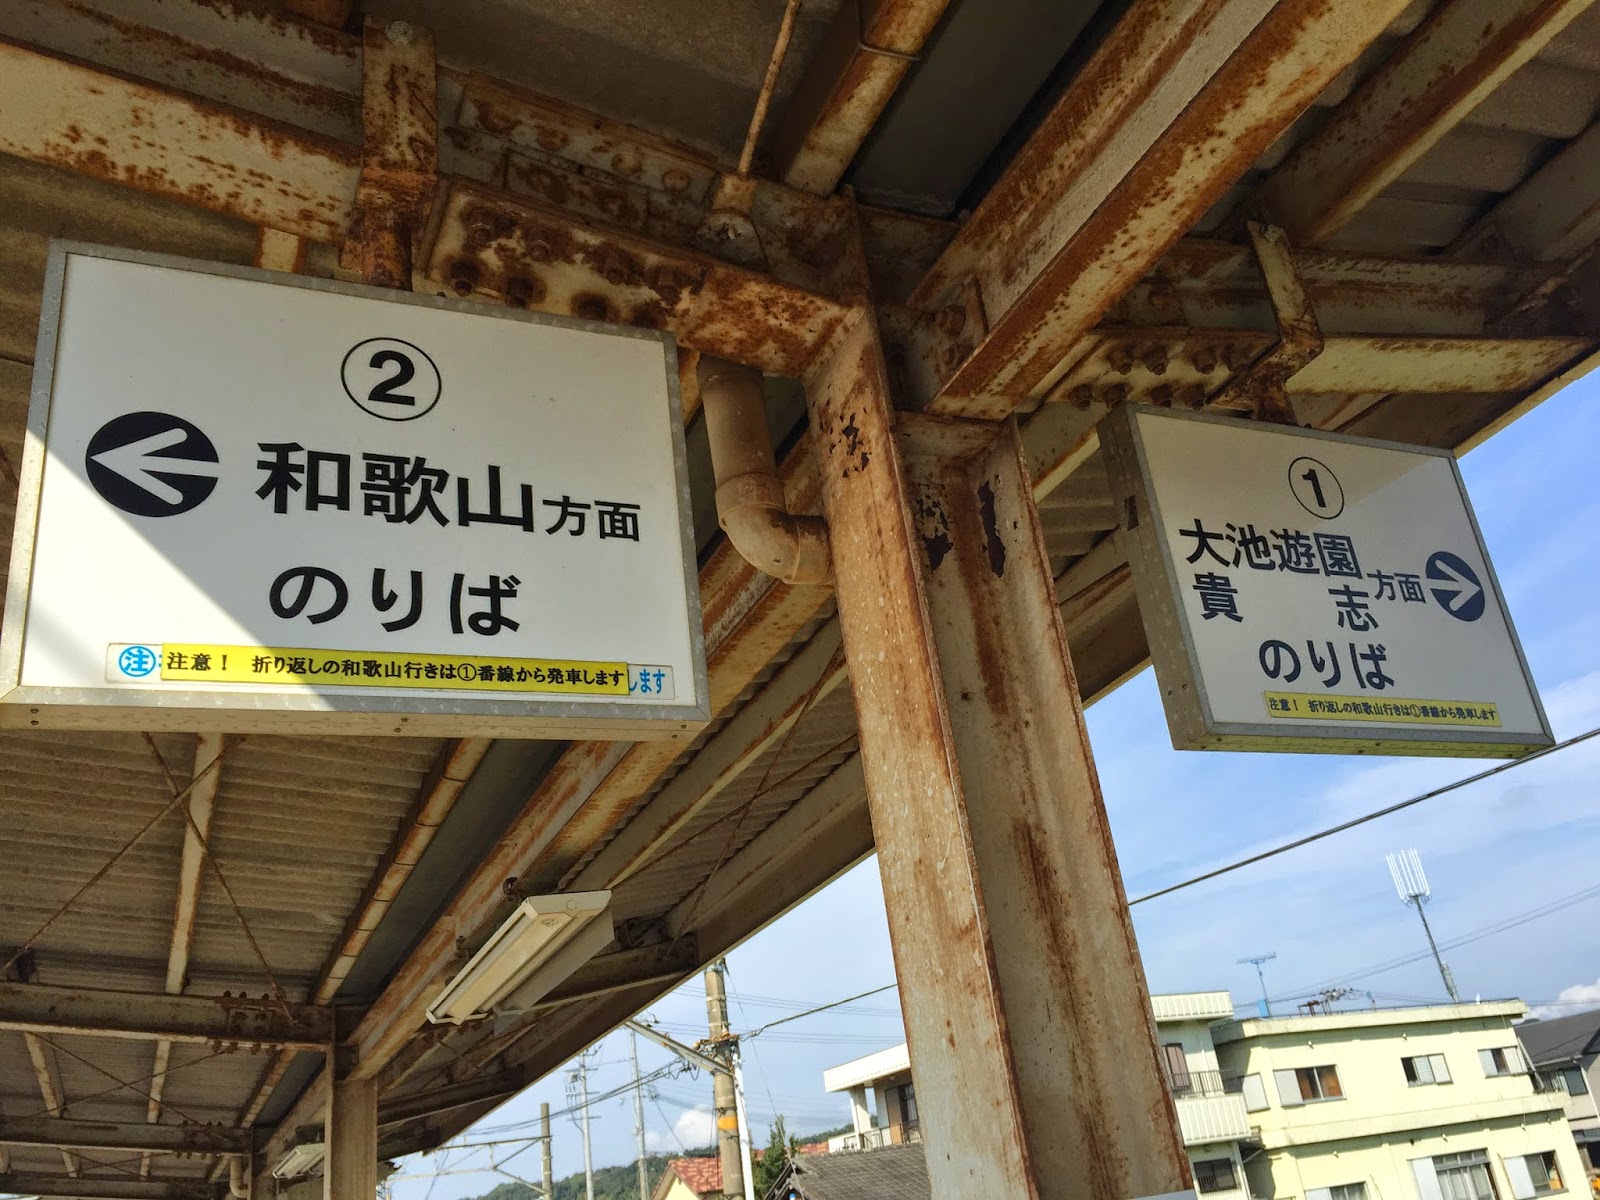 ②
和歌山方面
のりば
注
注意！ 折り返しの和歌山行きは①番線から発車します
します
①
大池遊園
貴志
方面
のりば
注意！ 折り返しの和歌山行きは①番線から発車します